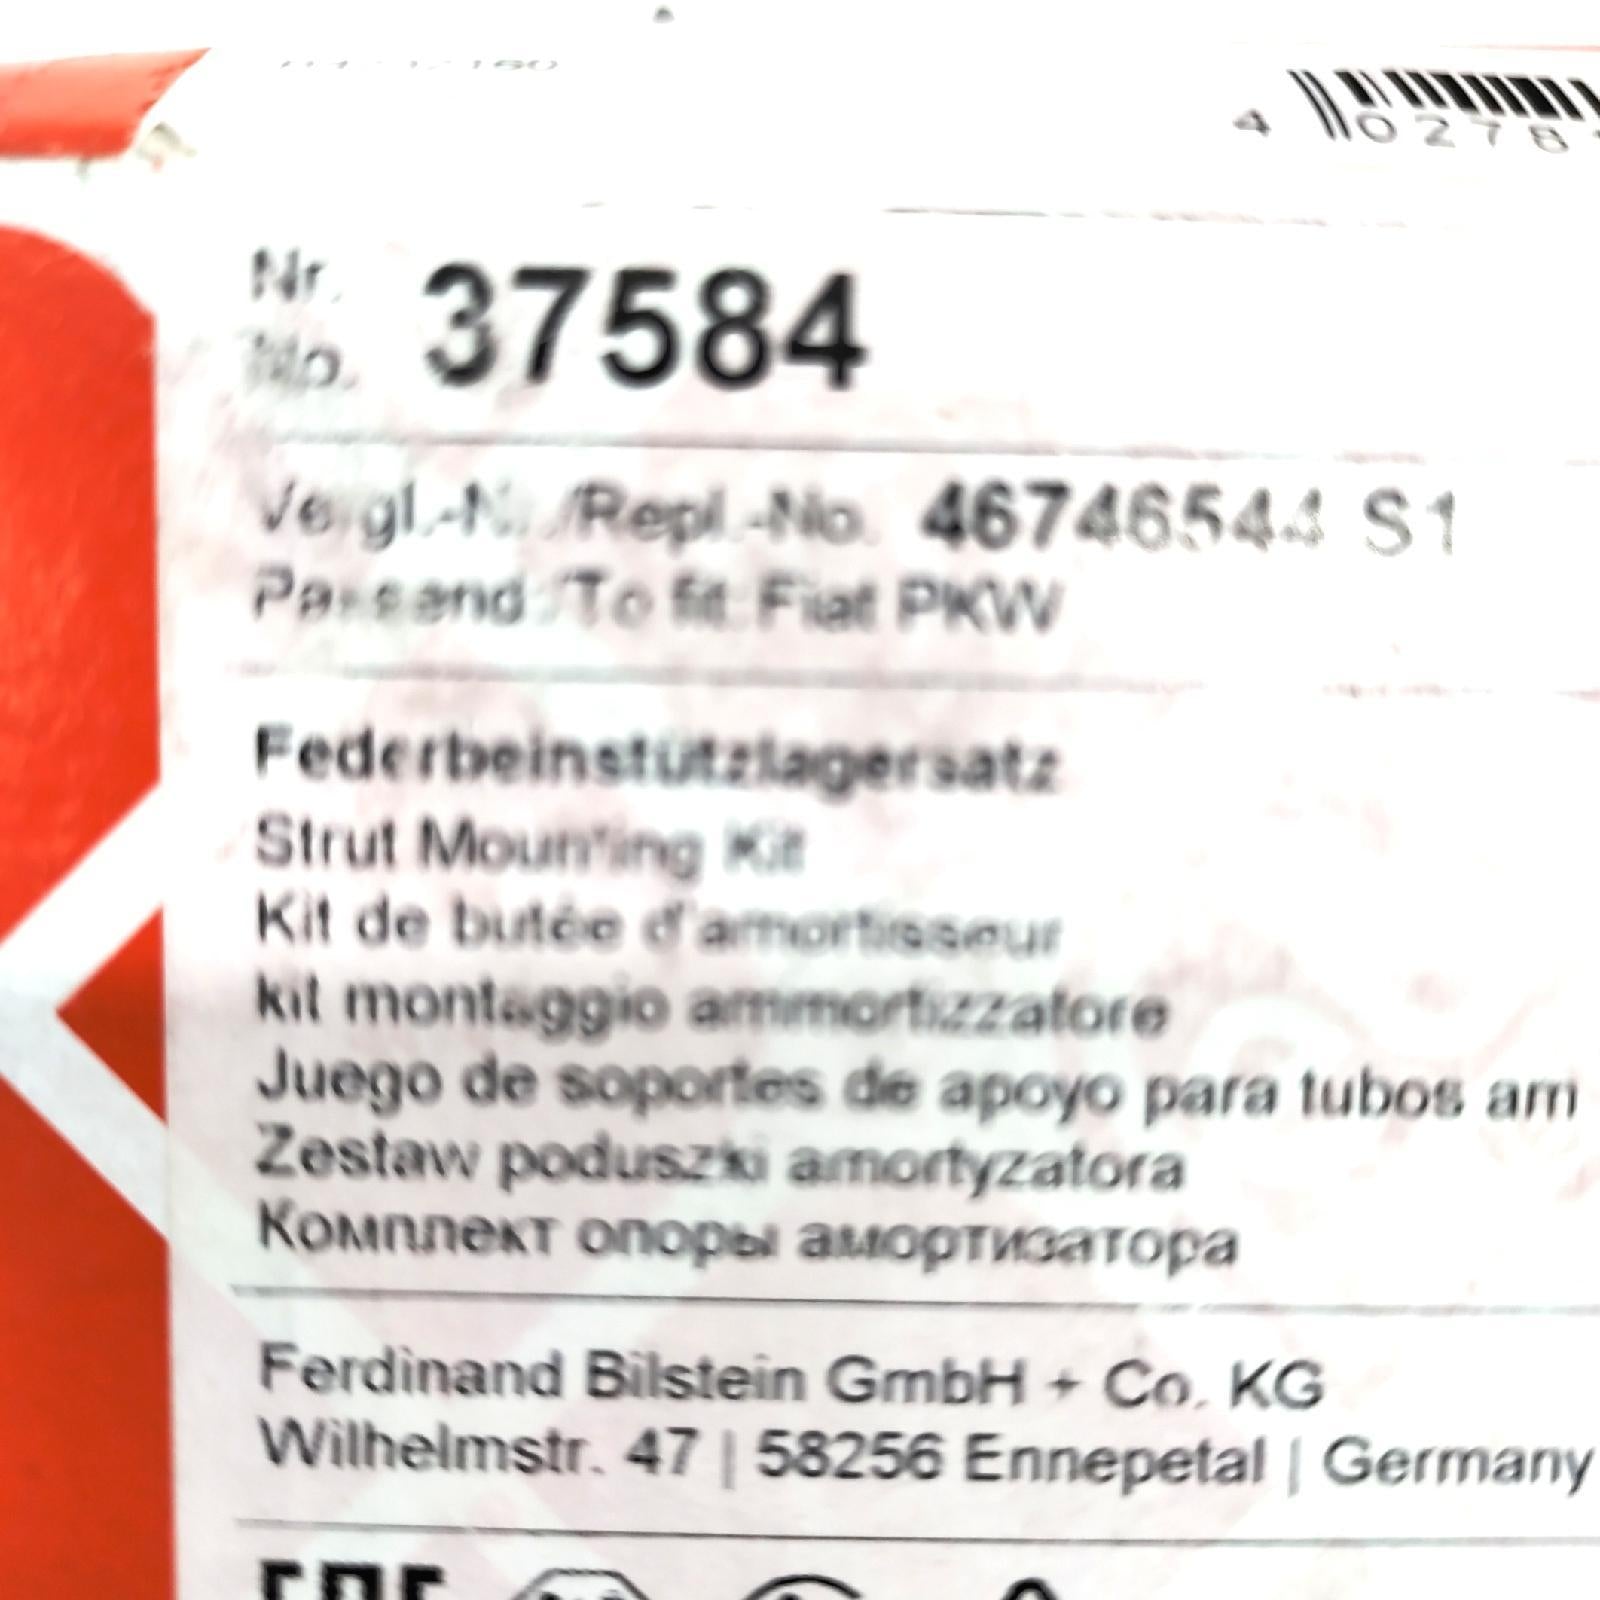 4 0278
Nr.
No. 37584
Vergl.-Nr./Repl.-No. 46746544 S1
Passend /To fit: Fiat PKW
Federbeinstützlagersatz
Strut Mounting Kit
Kit de butée d'amortisseur
kit montaggio ammortizzatore
Juego de soportes de apoyo para tubos am
Zestaw poduszki amortyzatora
Комплект опоры амортизатора
Ferdinand Bilstein GmbH + Co. KG
Wilhelmstr. 47 | 58256 Ennepetal | Germany